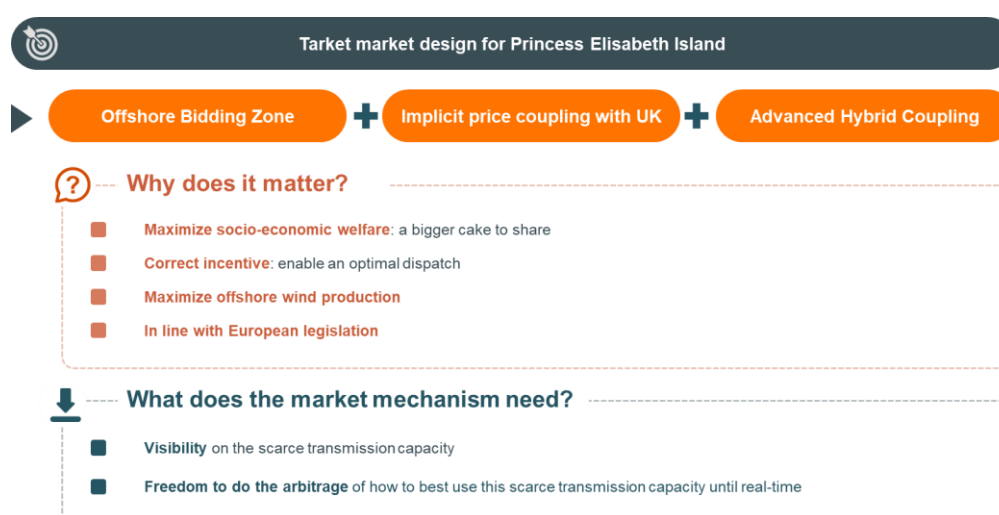 Tarket market design for Princess Elisabeth Island
Offshore Bidding Zone + Implicit price coupling with UK + Advanced Hybrid Coupling
? Why does it matter?
Maximize socio-economic welfare: a bigger cake to share
Correct incentive: enable an optimal dispatch
Maximize offshore wind production
In line with European legislation
What does the market mechanism need?
Visibility on the scarce transmission capacity
Freedom to do the arbitrage of how to best use this scarce transmission capacity until real-time